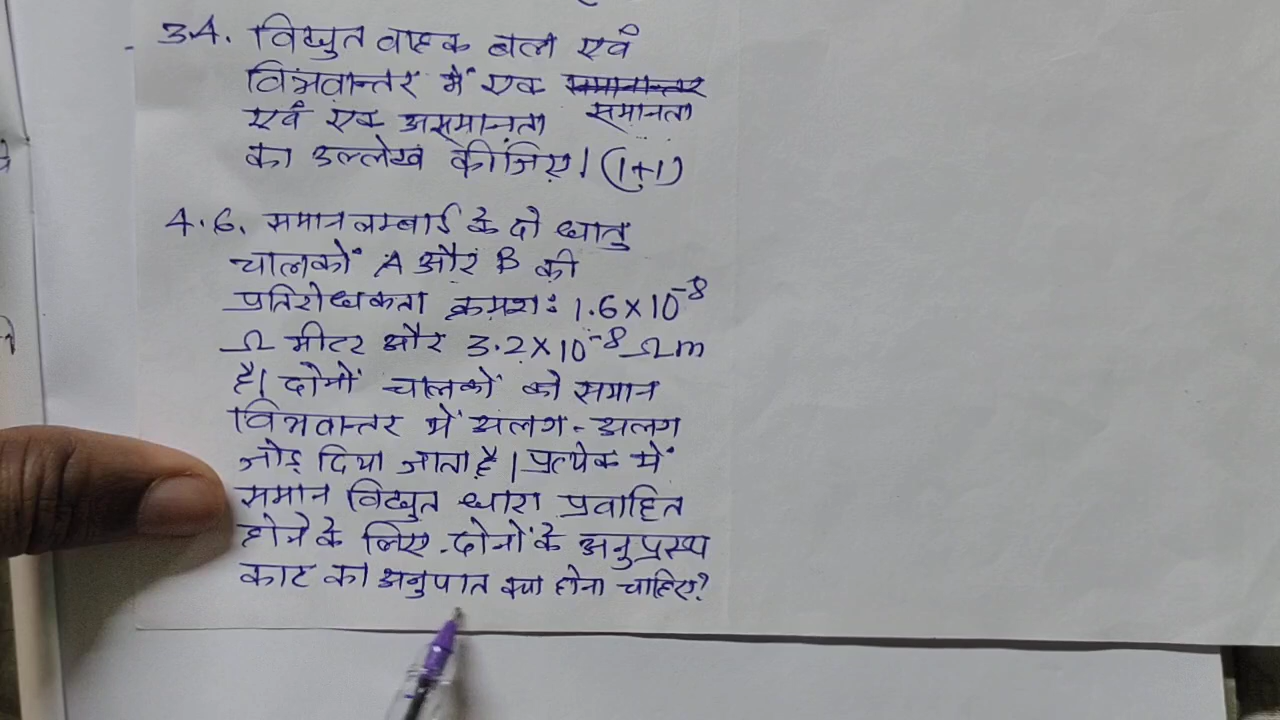 3.4. विद्युत वाहक बल एवं
विभवान्तर में एक समानान्तर
समानता
एवं एक असमानता
का उल्लेख कीजिए। (1+1)
4.6. समान लम्बाई के दो धातु
चालकों A और B की
प्रतिरोधकता क्रमश: 1.6×10⁻⁸
Ω मीटर और 3.2×10⁻⁸ Ωm
है। दोनों चालकों को समान
विभवान्तर में अलग-अलग
जोड़ दिया जाता है। प्रत्येक में
समान विद्युत धारा प्रवाहित
होने के लिए दोनों के अनुप्रस्थ
काट का अनुपात क्या होना चाहिए?